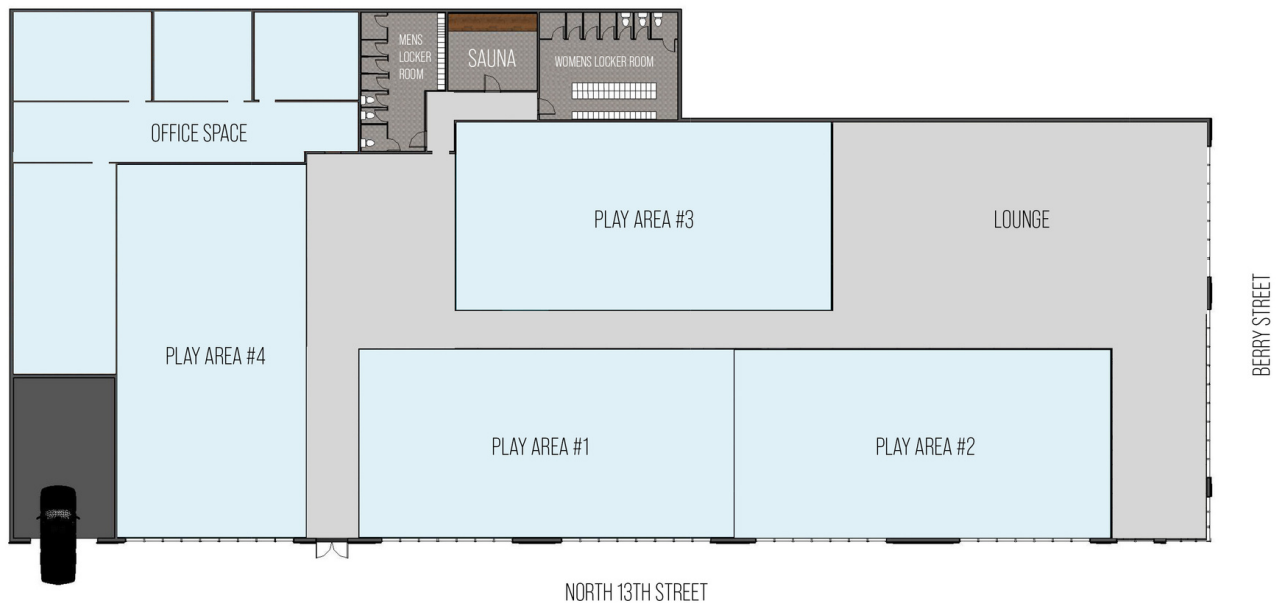 MENS
LOCKER
ROOM
SAUNA
WOMENS LOCKER ROOM
OFFICE SPACE
PLAY AREA #3
LOUNGE
BERRY STREET
PLAY AREA #4
PLAY AREA #1
PLAY AREA #2
NORTH 13TH STREET